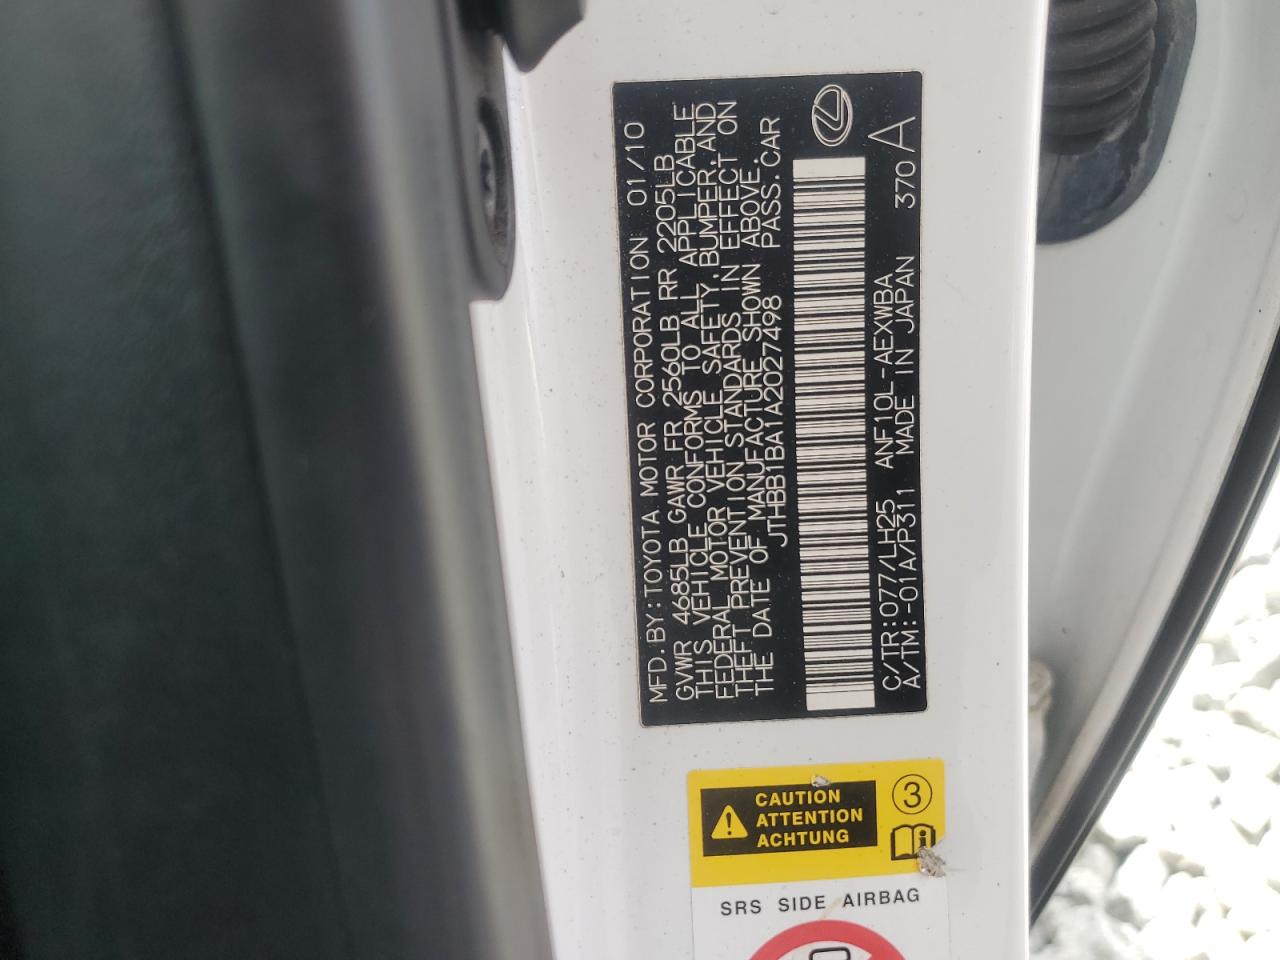 MFD. BY: TOYOTA MOTOR CORPORATION 01/10
GVWR 4685LB GAWR FR 2560LB RR 2205LB
THIS VEHICLE CONFORMS TO ALL APPLICABLE
FEDERAL MOTOR VEHICLE SAFETY, BUMPER, AND
THEFT PREVENTION STANDARDS IN EFFECT ON
THE DATE OF MANUFACTURE SHOWN ABOVE.
JTHBB1BA1A2027498 PASS. CAR
C/TR: 077/LH25 ANF10L-AEXWBA 370 A
A/TM: -01A/P311 MADE IN JAPAN
CAUTION
ATTENTION
ACHTUNG
3
SRS SIDE AIRBAG